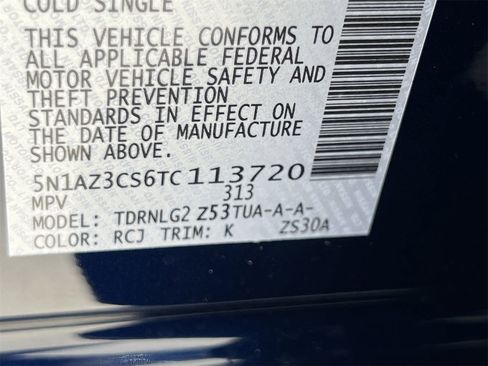 COLD SINGLE
THIS VEHICLE CONFORMS TO
ALL APPLICABLE FEDERAL
MOTOR VEHICLE SAFETY AND
THEFT PREVENTION
STANDARDS IN EFFECT ON
THE DATE OF MANUFACTURE
SHOWN ABOVE.
5N1AZ3CS6TC113720
MPV 313
MODEL: TDRNLG2 Z53TUA-A-A-
COLOR: RCJ TRIM: K ZS30A